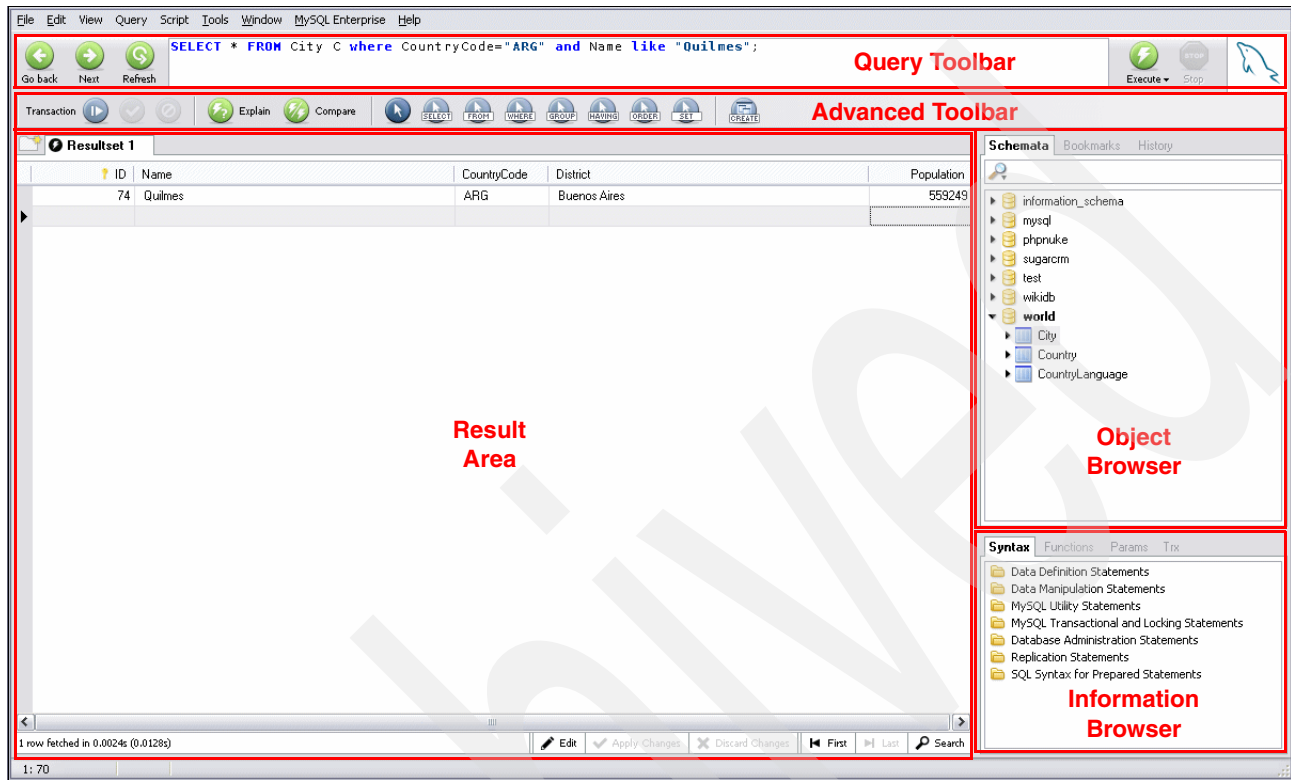 File Edit View Query Script Tools Window MySQL Enterprise Help
SELECT * FROM City C where CountryCode="ARG" and Name like "Quilmes";
Query Toolbar
Go back Next Refresh
Execute Stop
STOP
Transaction Explain Compare SELECT FROM WHERE GROUP HAVING ORDER SET CREATE
Advanced Toolbar
Resultset 1
ID Name CountryCode District Population
74 Quilmes ARG Buenos Aires 559249
Result
Area
1 row fetched in 0.0024s (0.0128s)
Edit Apply Changes Discard Changes First Last Search
1: 70
Schemata Bookmarks History
information_schema
mysql
phpnuke
sugarcrm
test
wikidb
world
City
Country
CountryLanguage
Object
Browser
Syntax Functions Params Trx
Data Definition Statements
Data Manipulation Statements
MySQL Utility Statements
MySQL Transactional and Locking Statements
Database Administration Statements
Replication Statements
SQL Syntax for Prepared Statements
Information
Browser